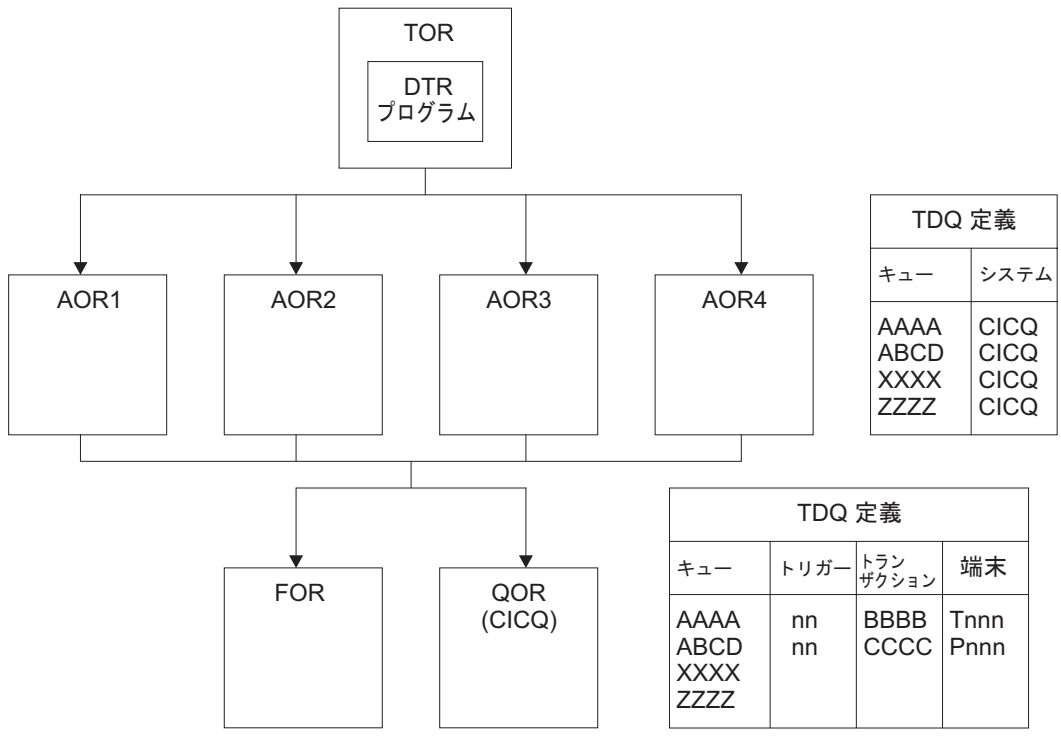 TOR
DTR
プログラム
AOR1
AOR2
AOR3
AOR4
TDQ 定義
キュー システム
AAAA CICQ
ABCD CICQ
XXXX CICQ
ZZZZ CICQ
FOR
QOR
(CICQ)
TDQ 定義
キュー トリガー トラン
ザクション 端末
AAAA nn BBBB Tnnn
ABCD nn CCCC Pnnn
XXXX
ZZZZ